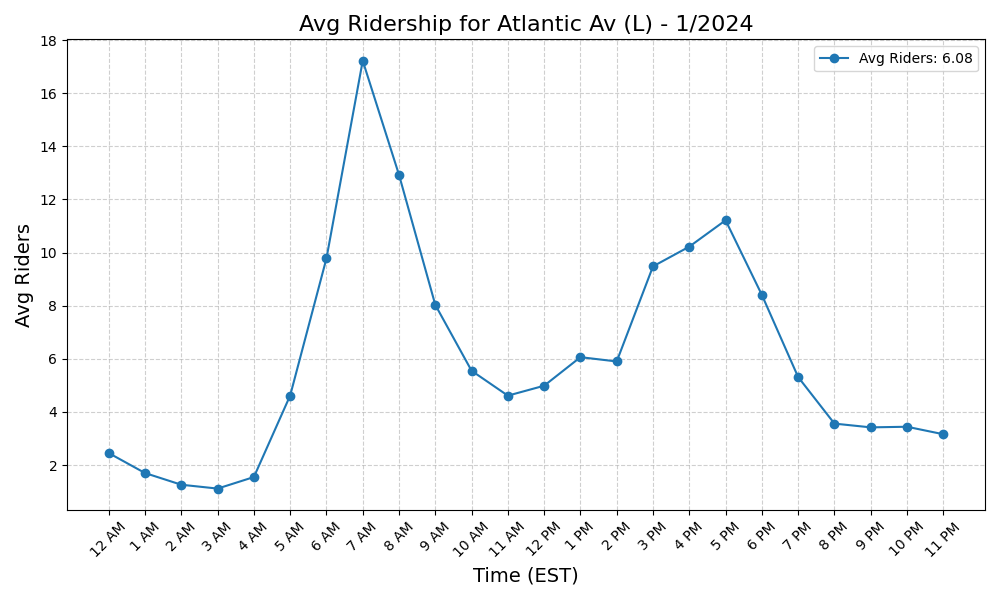 Avg Ridership for Atlantic Av (L) - 1/2024
Avg Riders: 6.08
Avg Riders
18
16
14
12
10
8
6
4
2
12 AM
1 AM
2 AM
3 AM
4 AM
5 AM
6 AM
7 AM
8 AM
9 AM
10 AM
11 AM
12 PM
1 PM
2 PM
3 PM
4 PM
5 PM
6 PM
7 PM
8 PM
9 PM
10 PM
11 PM
Time (EST)